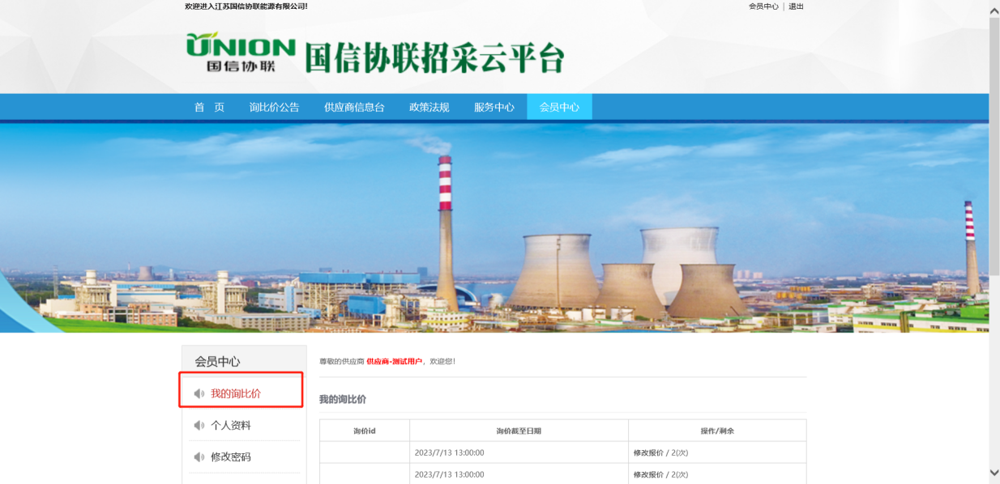 欢迎进入江苏国信协联能源有限公司!
会员中心 | 退出
UNION
国信协联
国信协联招采云平台
首 页 询比价公告 供应商信息台 政策法规 服务中心 会员中心
会员中心
我的询比价
个人资料
修改密码
尊敬的供应商 供应商-测试用户，欢迎您!
我的询比价
询价id 询价截至日期 操作/剩余
2023/7/13 13:00:00 修改报价 / 2(次)
2023/7/13 13:00:00 修改报价 / 2(次)